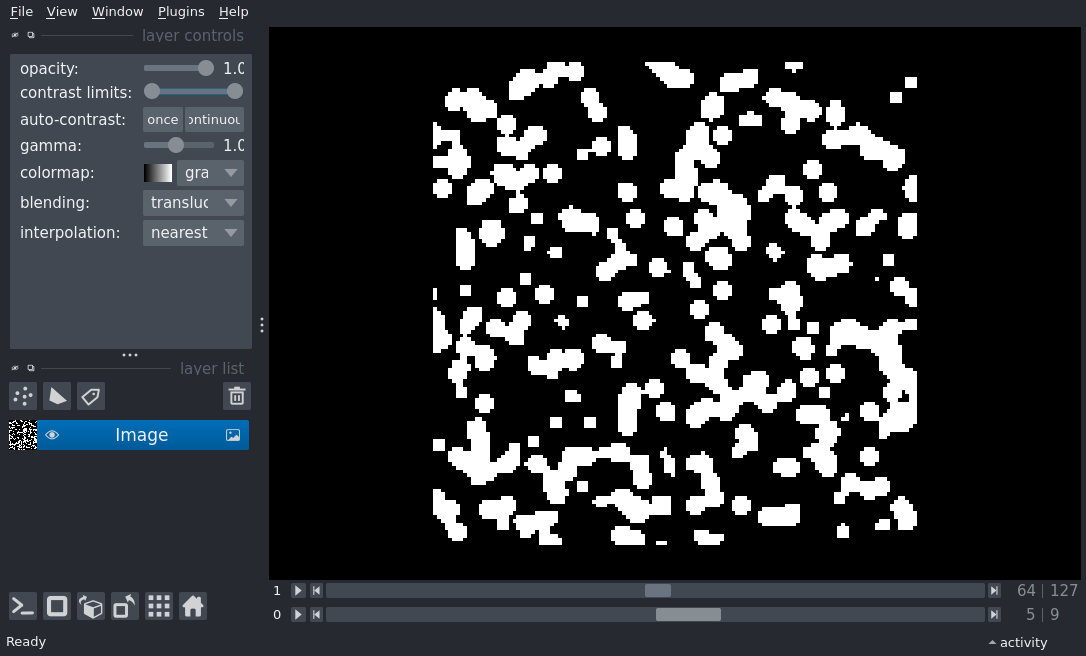 File View Window Plugins Help
layer controls
opacity: 1.0
contrast limits:
auto-contrast: once ontinuou
gamma: 1.0
colormap: gra
blending: transluc
interpolation: nearest
layer list
Image
1 64 | 127
0 5 | 9
Ready activity